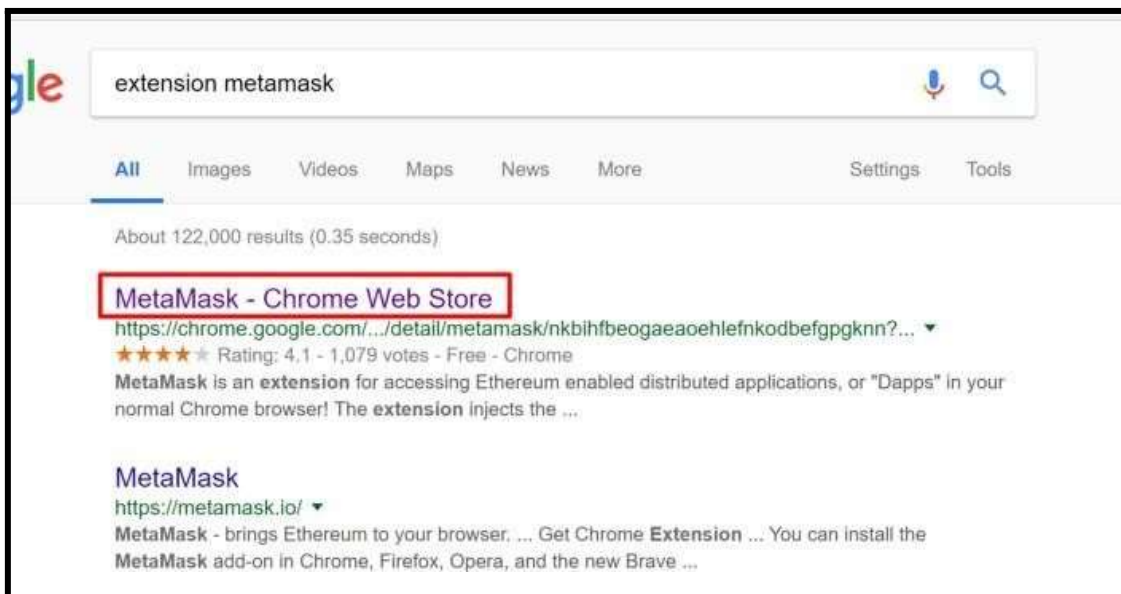 gle
extension metamask
All Images Videos Maps News More Settings Tools
About 122,000 results (0.35 seconds)
MetaMask - Chrome Web Store
https://chrome.google.com/.../detail/metamask/nkbihfbeogaeaoehlefnkodbefgpgknn?...
Rating: 4.1 - 1,079 votes - Free - Chrome
MetaMask is an extension for accessing Ethereum enabled distributed applications, or "Dapps" in your
normal Chrome browser! The extension injects the ...
MetaMask
https://metamask.io/
MetaMask - brings Ethereum to your browser. ... Get Chrome Extension ... You can install the
MetaMask add-on in Chrome, Firefox, Opera, and the new Brave ...